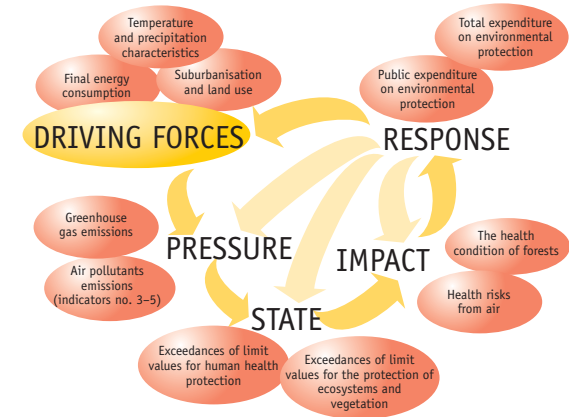 Temperature
and precipitation
characteristics
Final energy
consumption
Suburbanisation
and land use
DRIVING FORCES
Total expenditure
on environmental
protection
Public expenditure
on environmental
protection
RESPONSE
Greenhouse
gas emissions
Air pollutants
emissions
(indicators no. 3–5)
PRESSURE
IMPACT
The health
condition of forests
Health risks
from air
STATE
Exceedances of limit
values for human health
protection
Exceedances of limit
values for the protection of
ecosystems and
vegetation